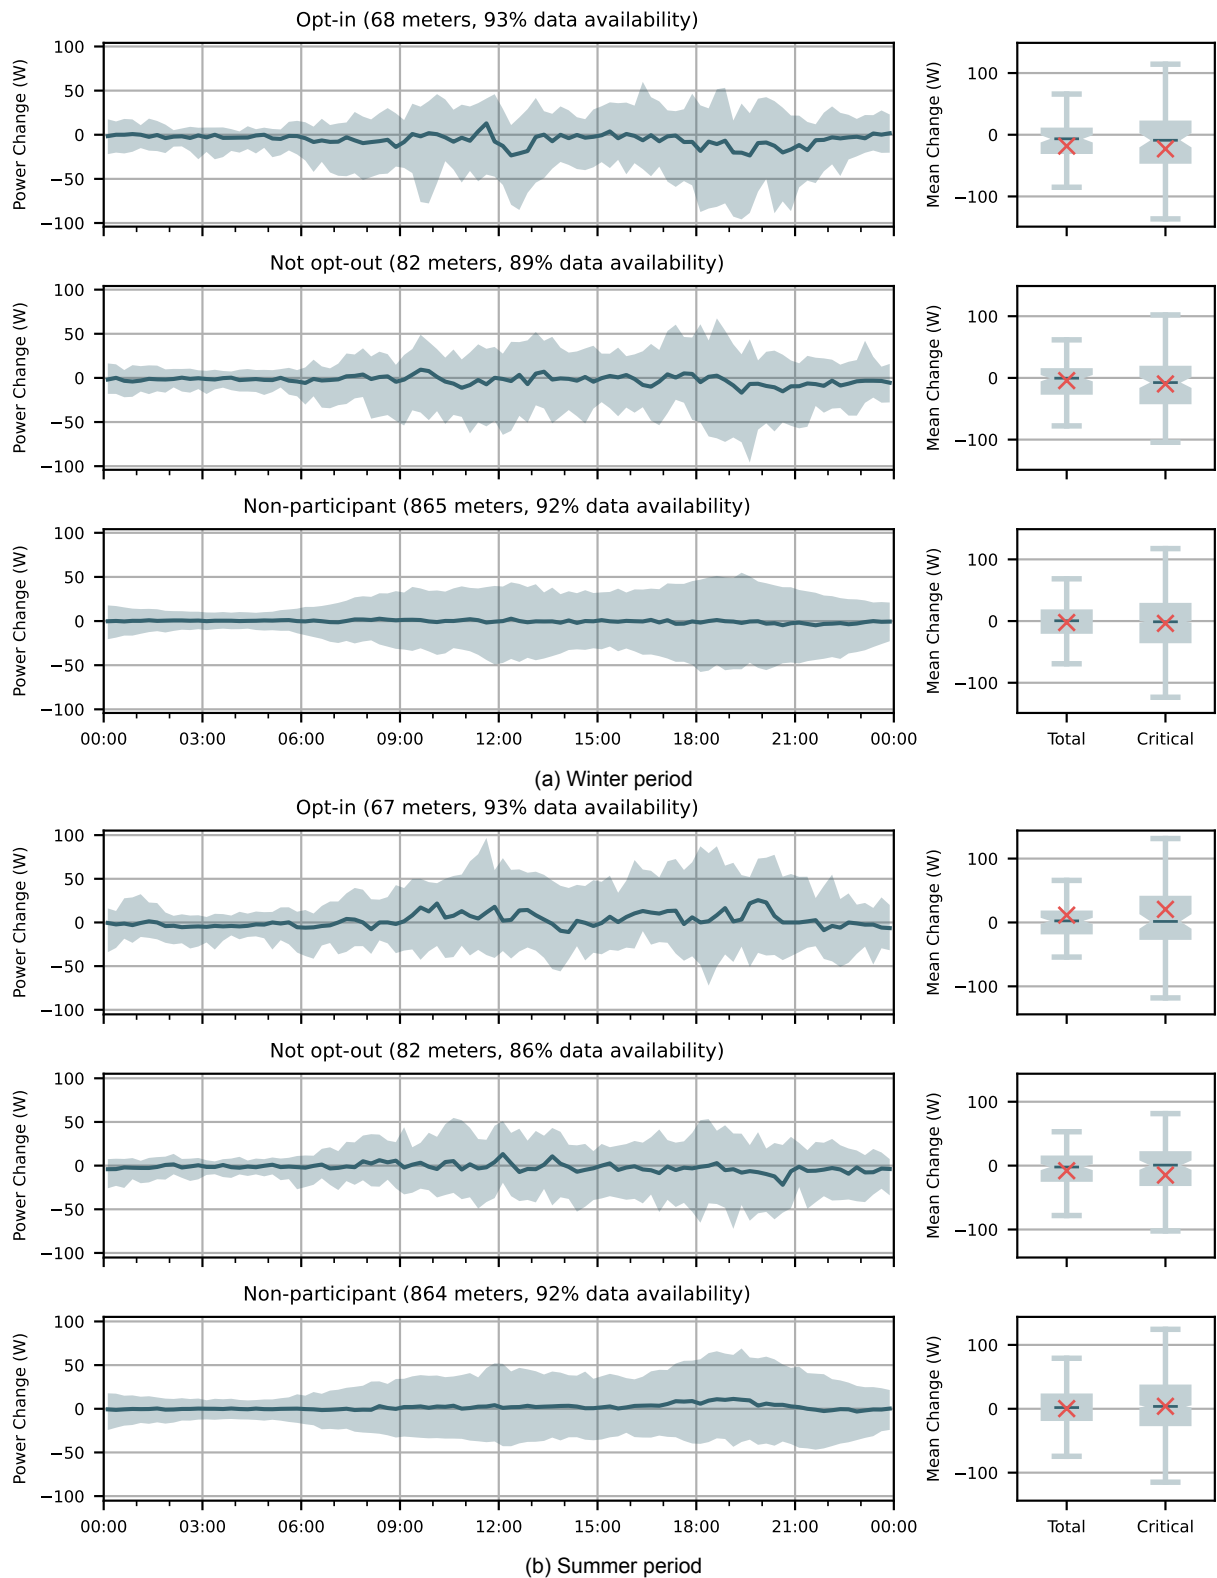 Opt-in (68 meters, 93% data availability)
Power Change (W)
100
50
0
−50
−100
Mean Change (W)
100
0
−100
Not opt-out (82 meters, 89% data availability)
Power Change (W)
100
50
0
−50
−100
Mean Change (W)
100
0
−100
Non-participant (865 meters, 92% data availability)
Power Change (W)
100
50
0
−50
−100
Mean Change (W)
100
0
−100
00:00 03:00 06:00 09:00 12:00 15:00 18:00 21:00 00:00
Total Critical
(a) Winter period
Opt-in (67 meters, 93% data availability)
Power Change (W)
100
50
0
−50
−100
Mean Change (W)
100
0
−100
Not opt-out (82 meters, 86% data availability)
Power Change (W)
100
50
0
−50
−100
Mean Change (W)
100
0
−100
Non-participant (864 meters, 92% data availability)
Power Change (W)
100
50
0
−50
−100
Mean Change (W)
100
0
−100
00:00 03:00 06:00 09:00 12:00 15:00 18:00 21:00 00:00
Total Critical
(b) Summer period